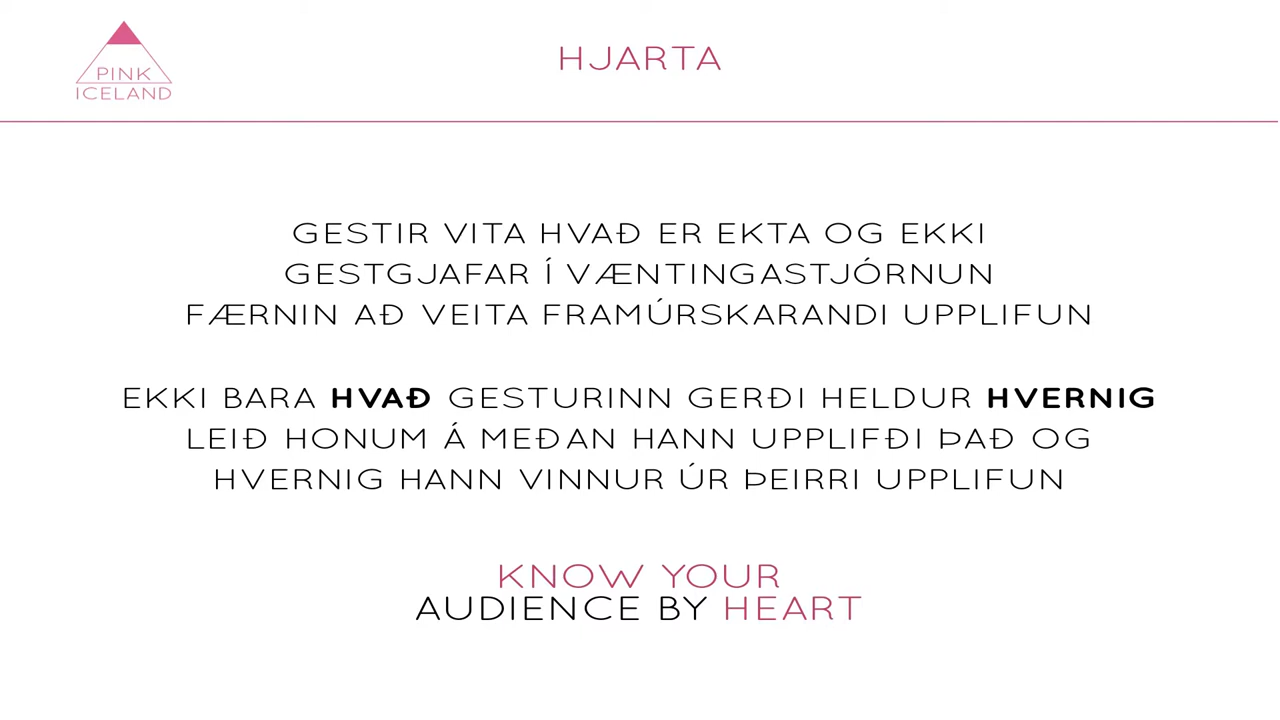 PINK
ICELAND
HJARTA
GESTIR VITA HVAÐ ER EKTA OG EKKI
GESTGJAFAR Í VÆNTINGASTJÓRNUN
FÆRNIN AÐ VEITA FRAMÚRSKARANDI UPPLIFUN
EKKI BARA HVAÐ GESTURINN GERÐI HELDUR HVERNIG
LEIÐ HONUM Á MEÐAN HANN UPPLIFÐI ÞAÐ OG
HVERNIG HANN VINNUR ÚR ÞEIRRI UPPLIFUN
KNOW YOUR
AUDIENCE BY HEART